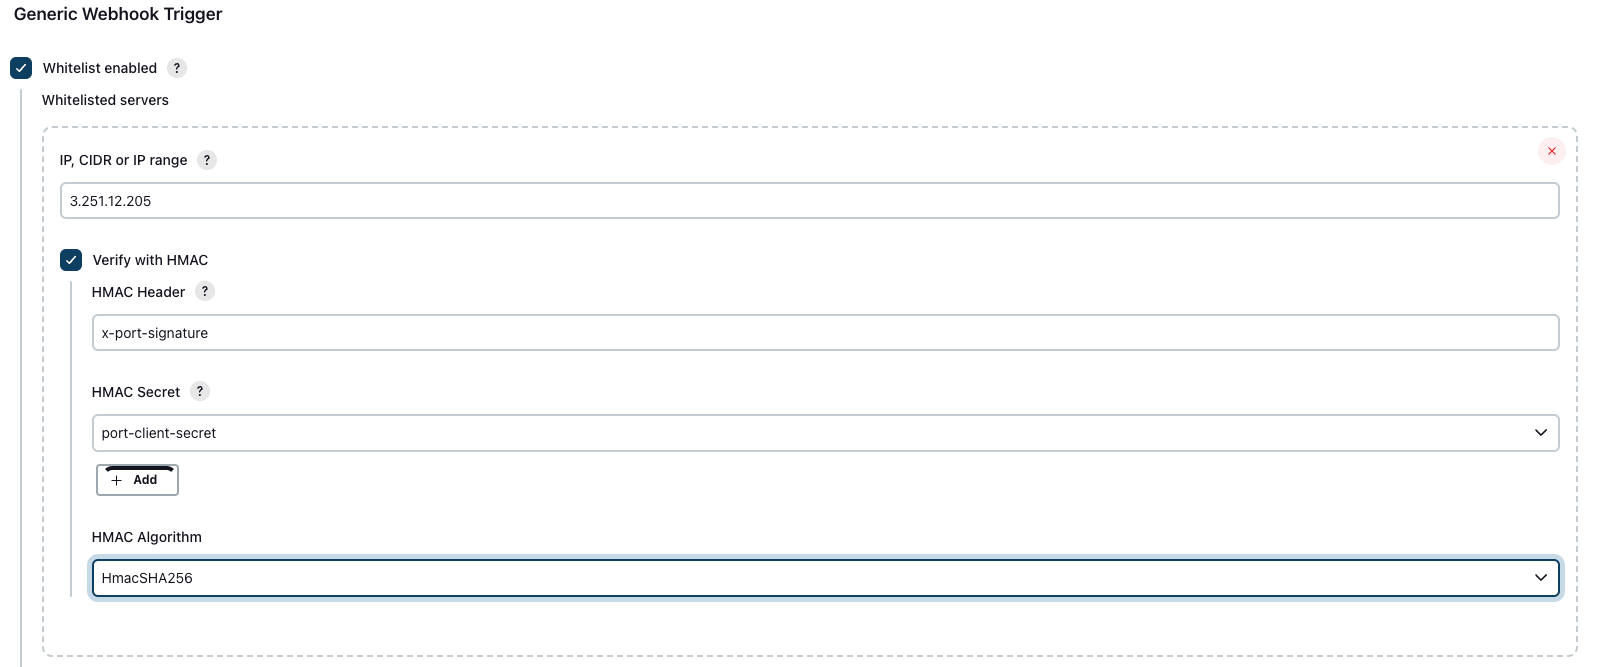 Generic Webhook Trigger
Whitelist enabled ?
Whitelisted servers
IP, CIDR or IP range ?
3.251.12.205
Verify with HMAC
HMAC Header ?
x-port-signature
HMAC Secret ?
port-client-secret
+ Add
HMAC Algorithm
HmacSHA256